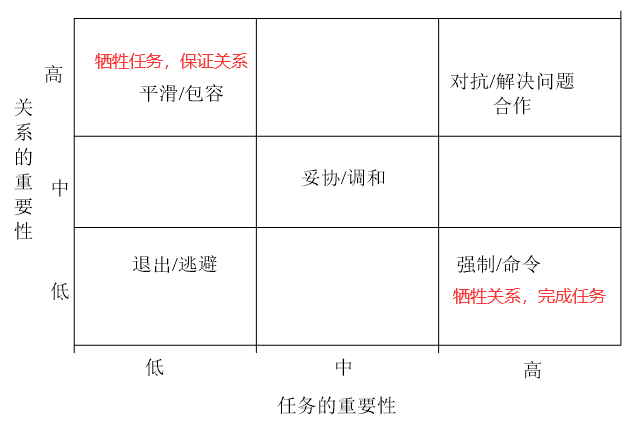 高
牺牲任务，保证关系
平滑/包容
对抗/解决问题
合作
关系的重要性
中
妥协/调和
低
退出/逃避
强制/命令
牺牲关系，完成任务
低
中
高
任务的重要性